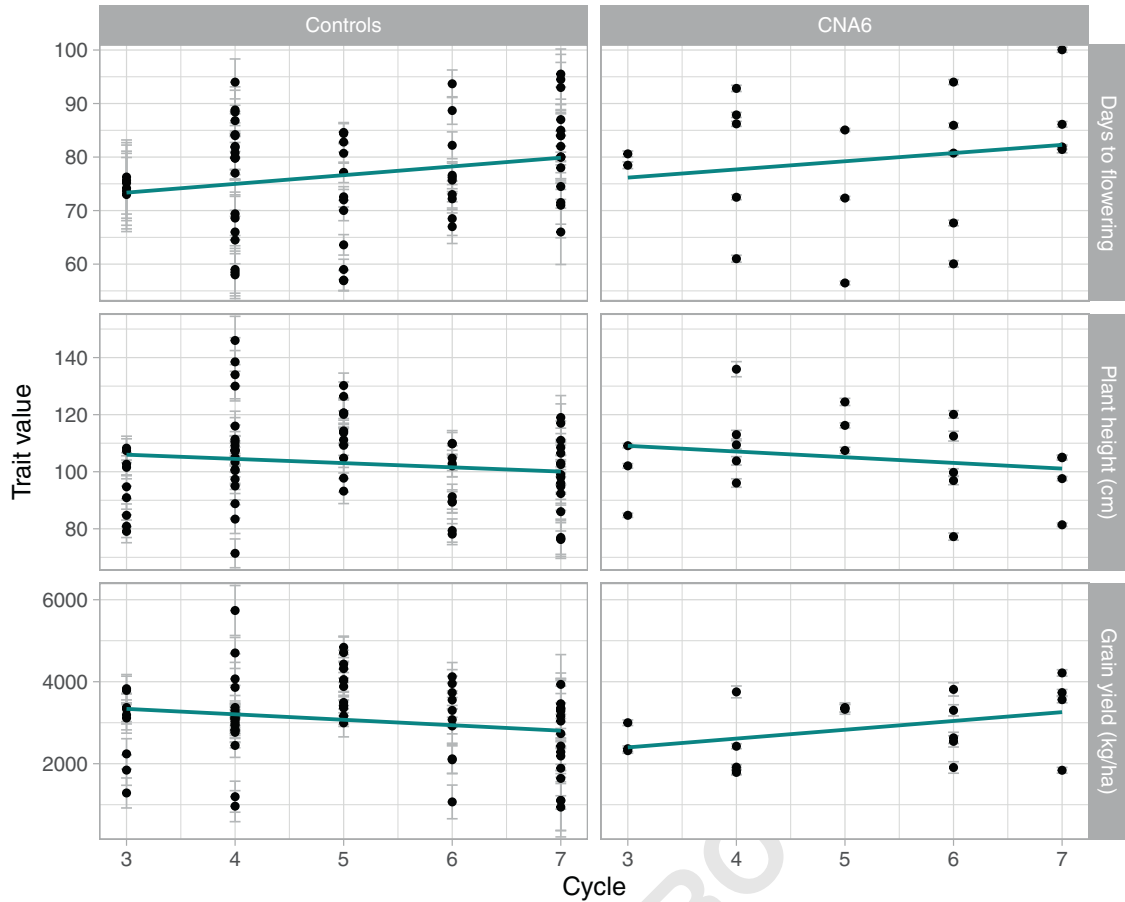 Controls
CNA6
100
90
80
70
60
Days to flowering
140
120
100
80
Plant height (cm)
6000
4000
2000
Grain yield (kg/ha)
Trait value
3 4 5 6 7
3 4 5 6 7
Cycle